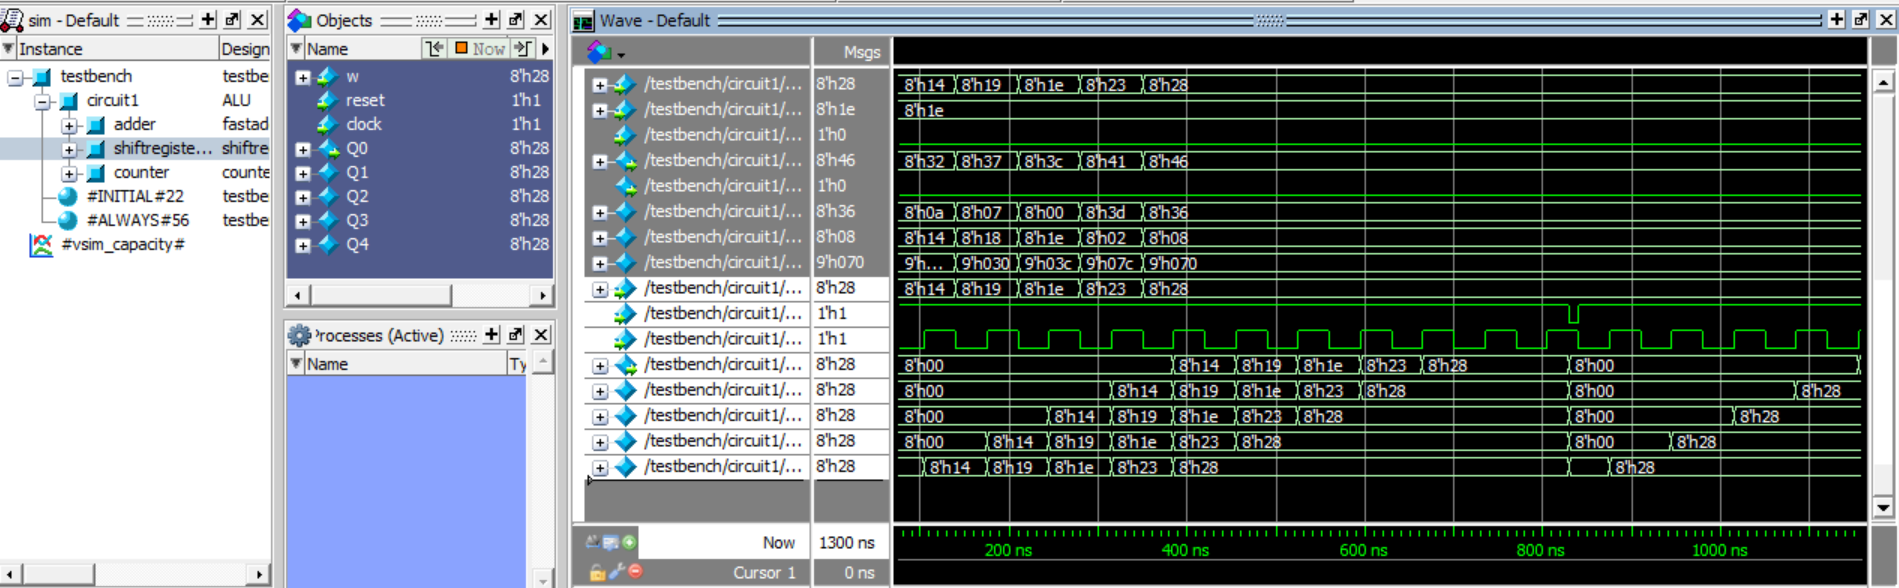 sim - Default
Instance Design
testbench testbe
circuit1 ALU
adder fastad
shiftregiste... shiftre
counter counte
#INITIAL#22 testbe
#ALWAYS#56 testbe
#vsim_capacity#
Objects
Name Now
w 8'h28
reset 1'h1
clock 1'h1
Q0 8'h28
Q1 8'h28
Q2 8'h28
Q3 8'h28
Q4 8'h28
Processes (Active)
Name Ty
Wave - Default
Msgs
/testbench/circuit1/... 8'h28 8'h14 8'h19 8'h1e 8'h23 8'h28
/testbench/circuit1/... 8'h1e 8'h1e
/testbench/circuit1/... 1'h0
/testbench/circuit1/... 8'h46 8'h32 8'h37 8'h3c 8'h41 8'h46
/testbench/circuit1/... 1'h0
/testbench/circuit1/... 8'h36 8'h0a 8'h07 8'h00 8'h3d 8'h36
/testbench/circuit1/... 8'h08 8'h14 8'h18 8'h1e 8'h02 8'h08
/testbench/circuit1/... 9'h070 9'h... 9'h030 9'h03c 9'h07c 9'h070
/testbench/circuit1/... 8'h28 8'h14 8'h19 8'h1e 8'h23 8'h28
/testbench/circuit1/... 1'h1
/testbench/circuit1/... 1'h1
/testbench/circuit1/... 8'h28 8'h00 8'h14 8'h19 8'h1e 8'h23 8'h28 8'h00
/testbench/circuit1/... 8'h28 8'h00 8'h14 8'h19 8'h1e 8'h23 8'h28 8'h00 8'h28
/testbench/circuit1/... 8'h28 8'h00 8'h14 8'h19 8'h1e 8'h23 8'h28 8'h00 8'h28
/testbench/circuit1/... 8'h28 8'h00 8'h14 8'h19 8'h1e 8'h23 8'h28 8'h00 8'h28
/testbench/circuit1/... 8'h28 8'h14 8'h19 8'h1e 8'h23 8'h28 8'h28
Now 1300 ns 200 ns 400 ns 600 ns 800 ns 1000 ns
Cursor 1 0 ns